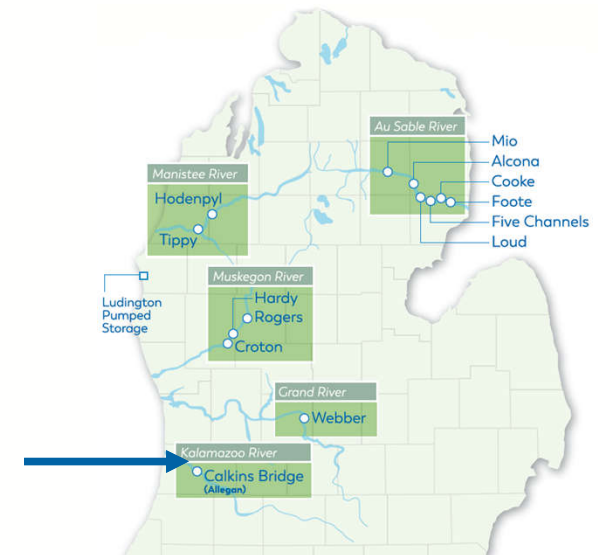 Au Sable River
Mio
Alcona
Cooke
Foote
Five Channels
Loud
Manistee River
Hodenpyl
Tippy
Ludington
Pumped
Storage
Muskegon River
Hardy
Rogers
Croton
Grand River
Webber
Kalamazoo River
Calkins Bridge
(Allegan)